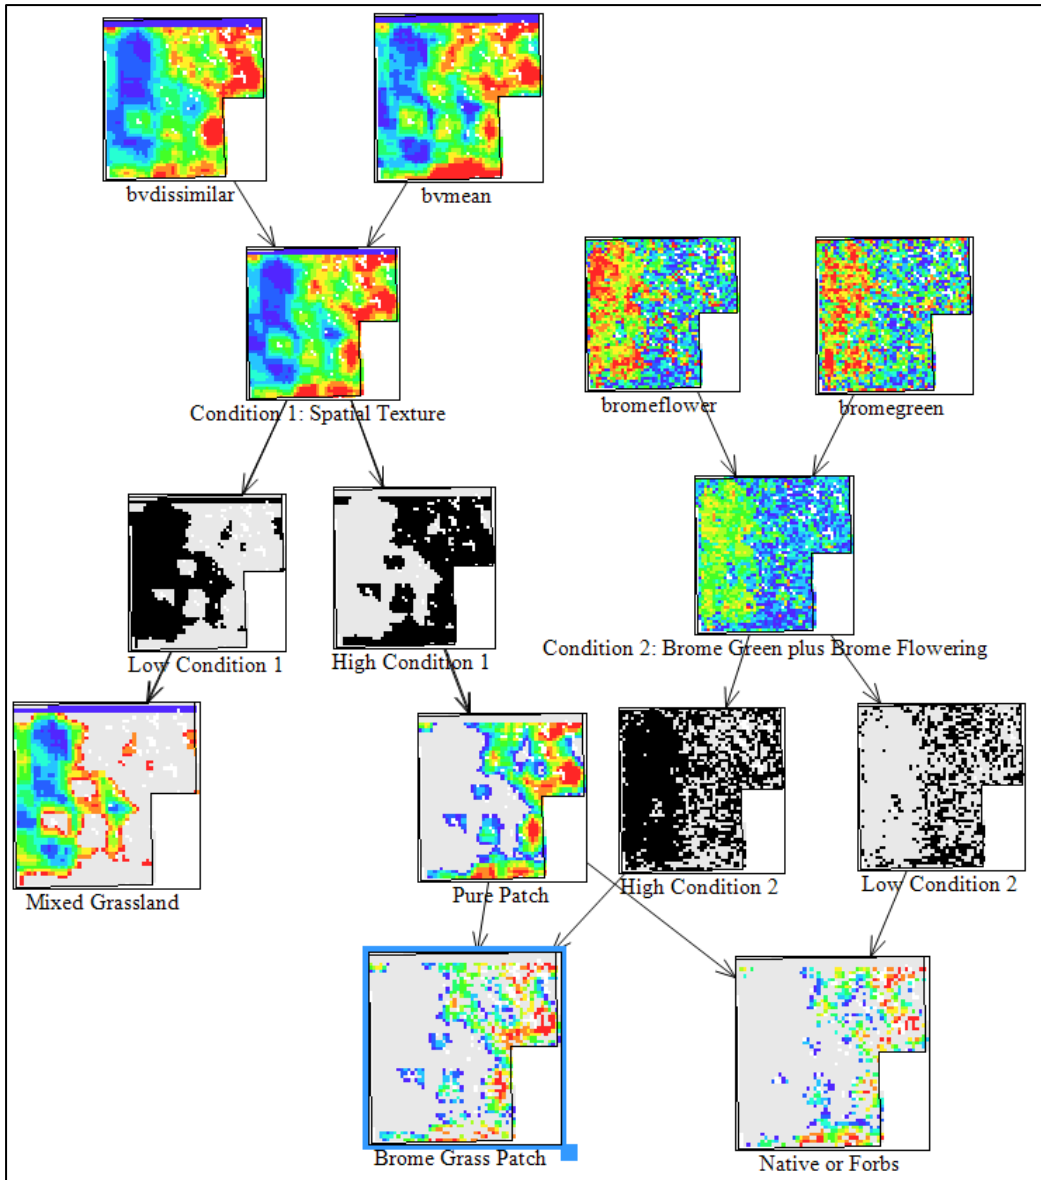 bvdissimilar
bvmean
Condition 1: Spatial Texture
bromeflower
bromegreen
Low Condition 1
High Condition 1
Condition 2: Brome Green plus Brome Flowering
Mixed Grassland
Pure Patch
High Condition 2
Low Condition 2
Brome Grass Patch
Native or Forbs